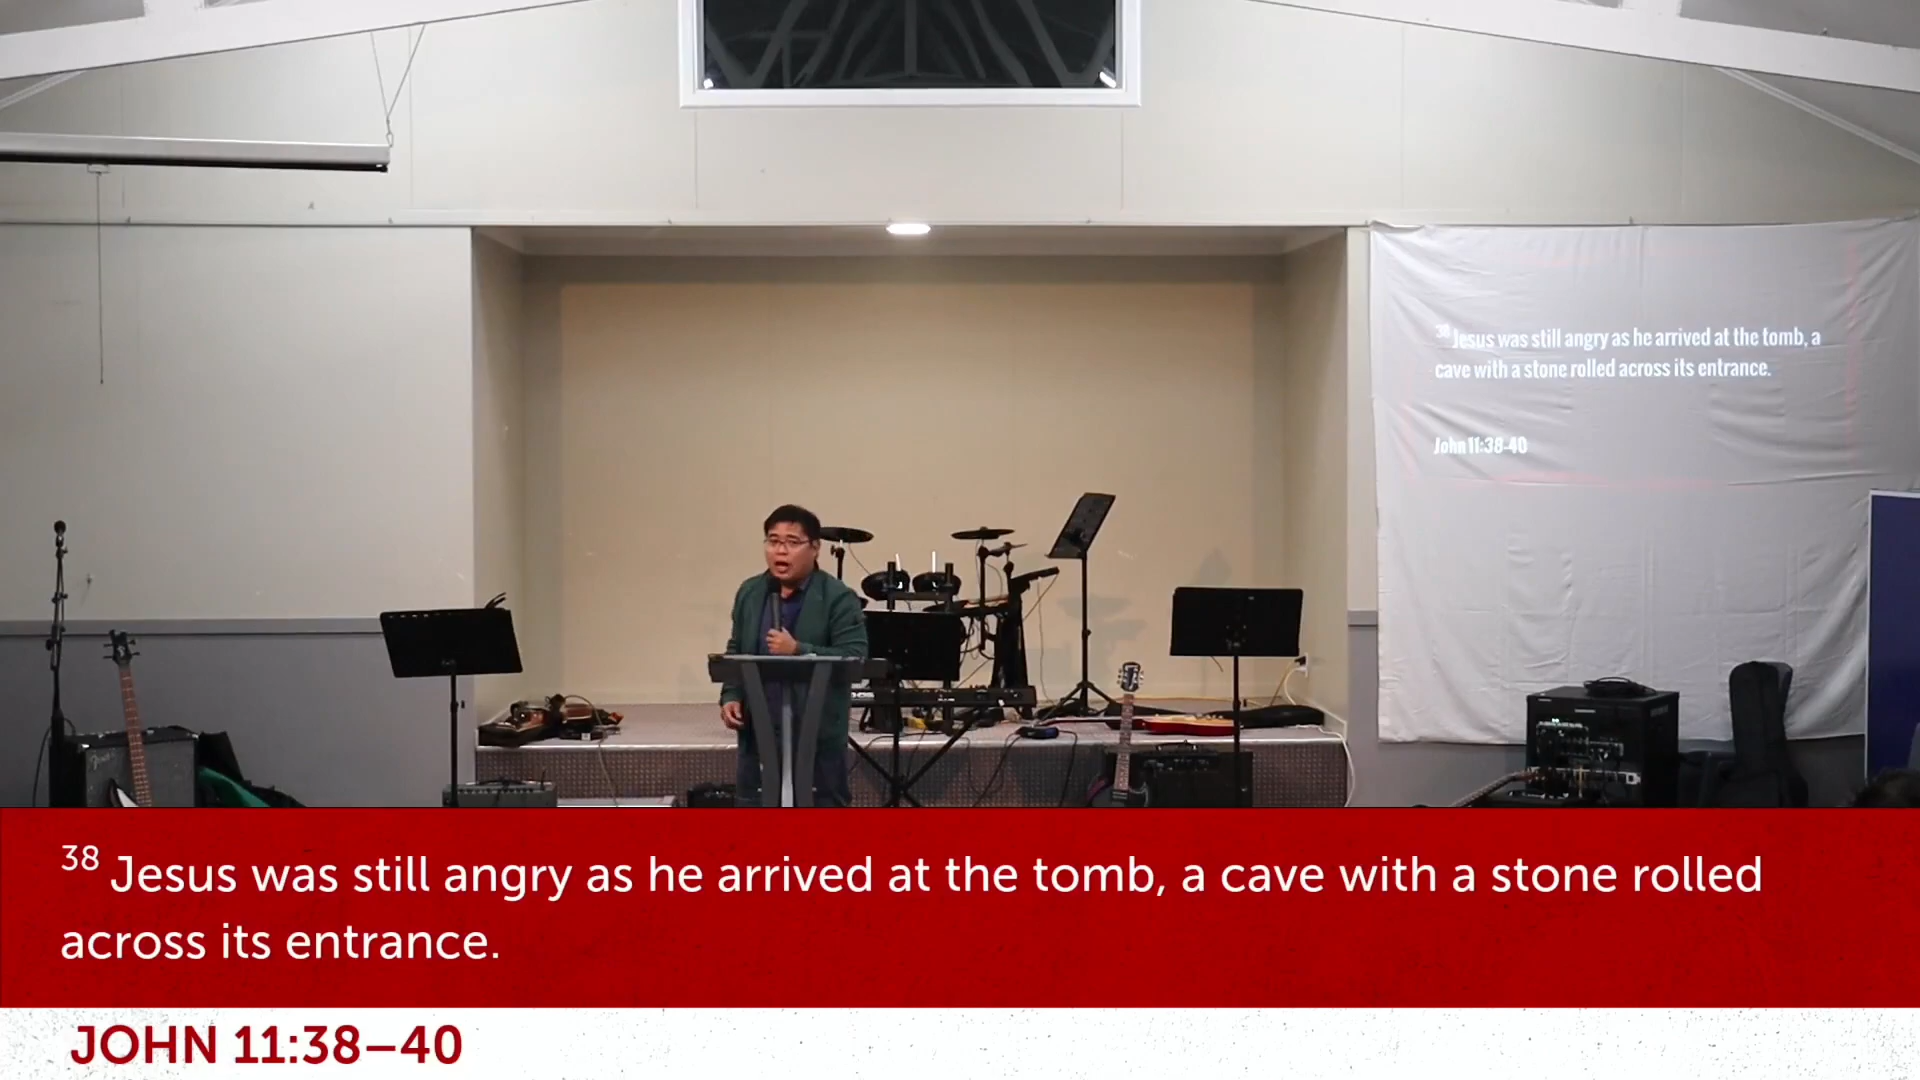 38 Jesus was still angry as he arrived at the tomb, a
cave with a stone rolled across its entrance.
John 11:38-40
Fender
38 Jesus was still angry as he arrived at the tomb, a cave with a stone rolled
across its entrance.
JOHN 11:38–40